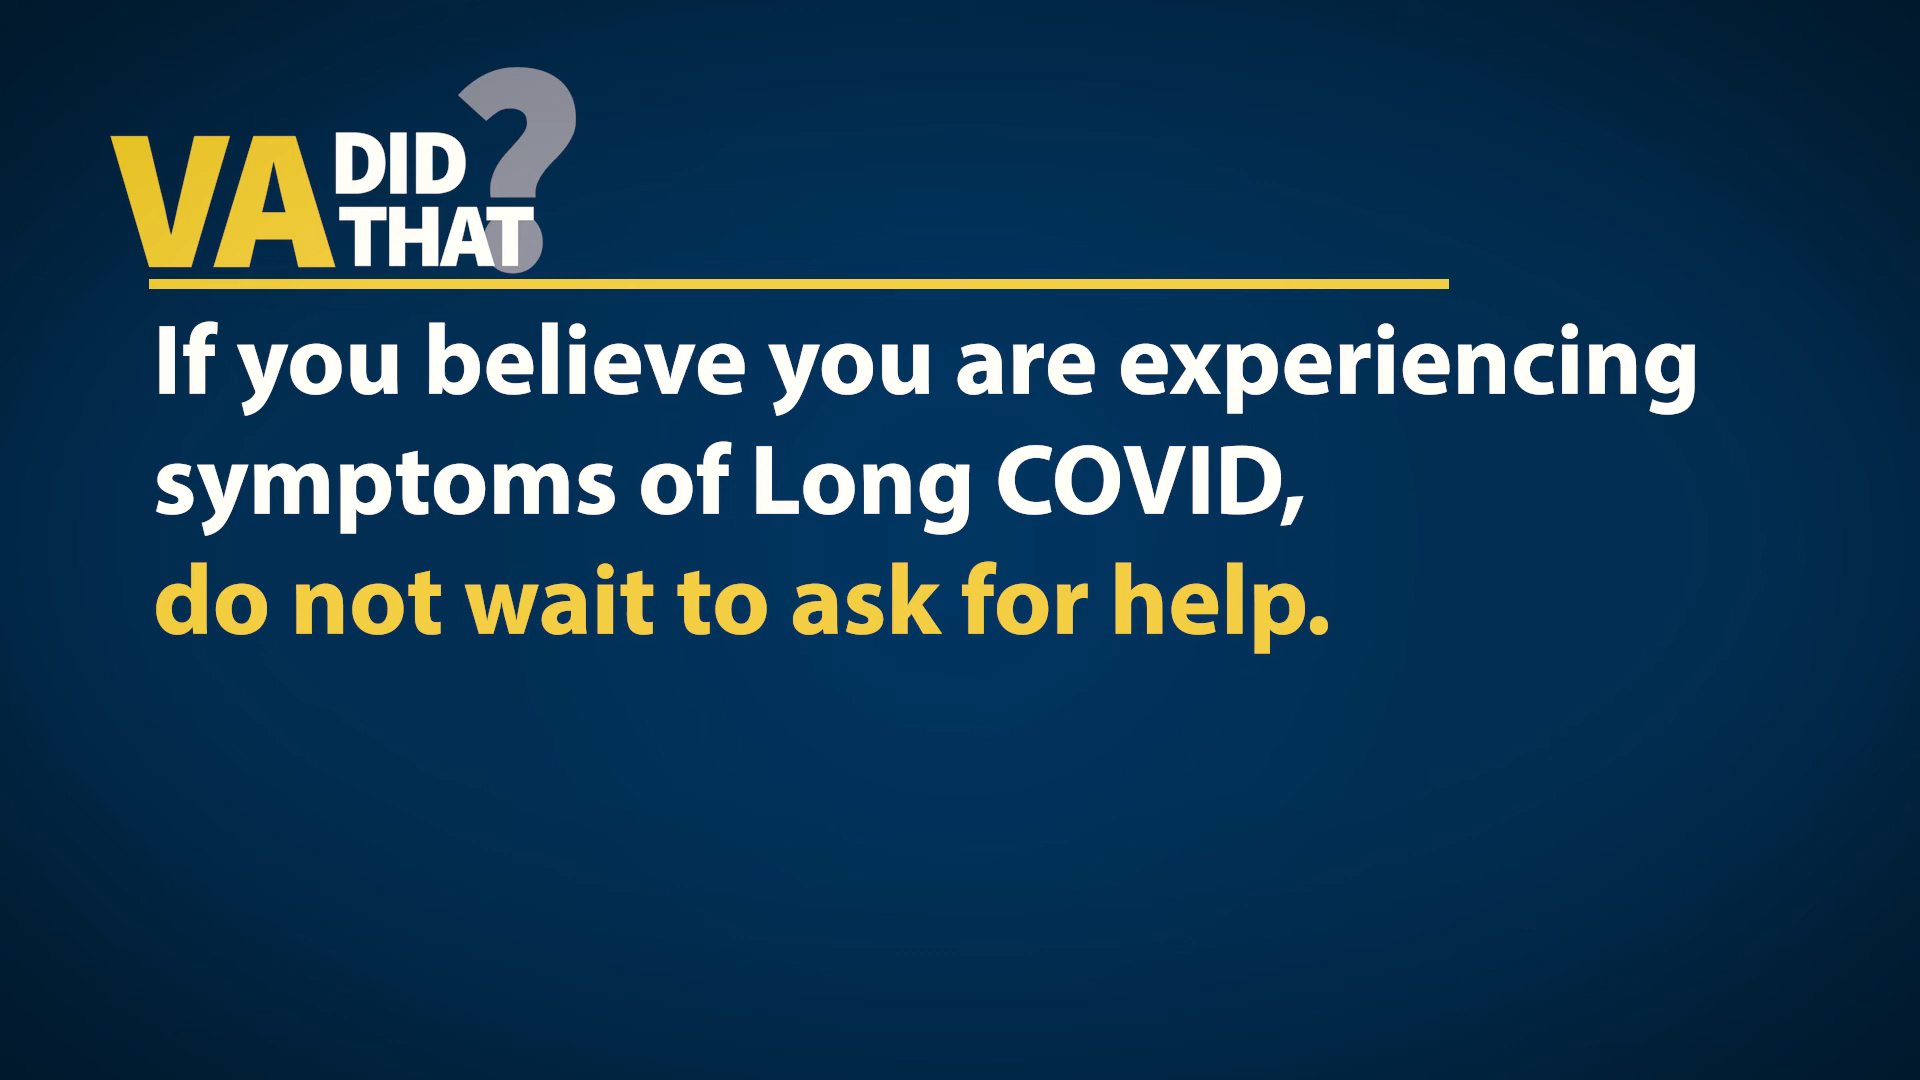 VA DID THAT?
If you believe you are experiencing
symptoms of Long COVID,
do not wait to ask for help.